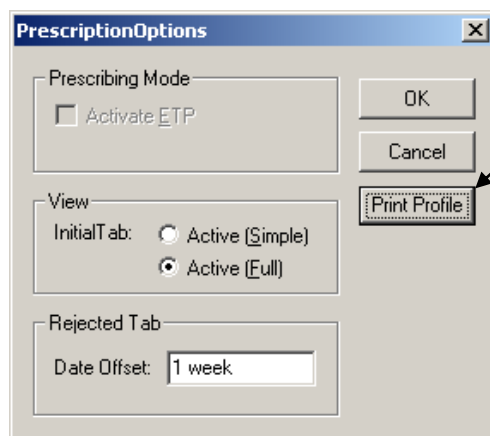 PrescriptionOptions
Prescribing Mode
Activate ETP
OK
Cancel
Print Profile
View
InitialTab:
Active (Simple)
Active (Full)
Rejected Tab
Date Offset: 1 week